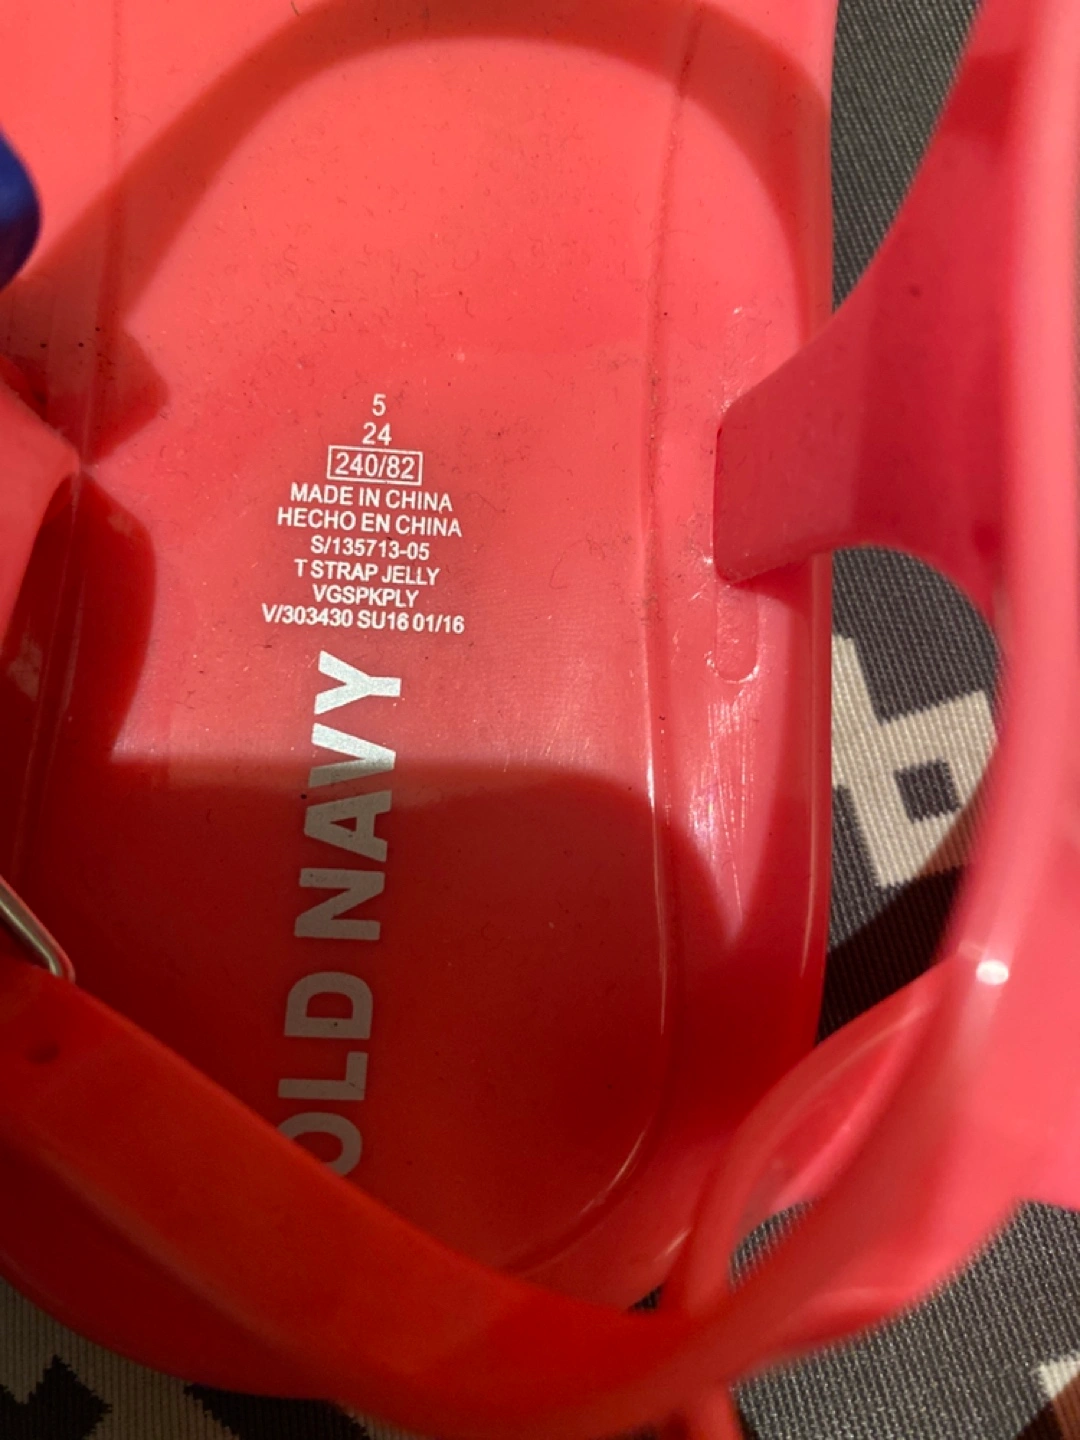 5
24
240/82
MADE IN CHINA
HECHO EN CHINA
S/135713-05
T STRAP JELLY
VGSPKPLY
V/303430 SU16 01/16
OLD NAVY